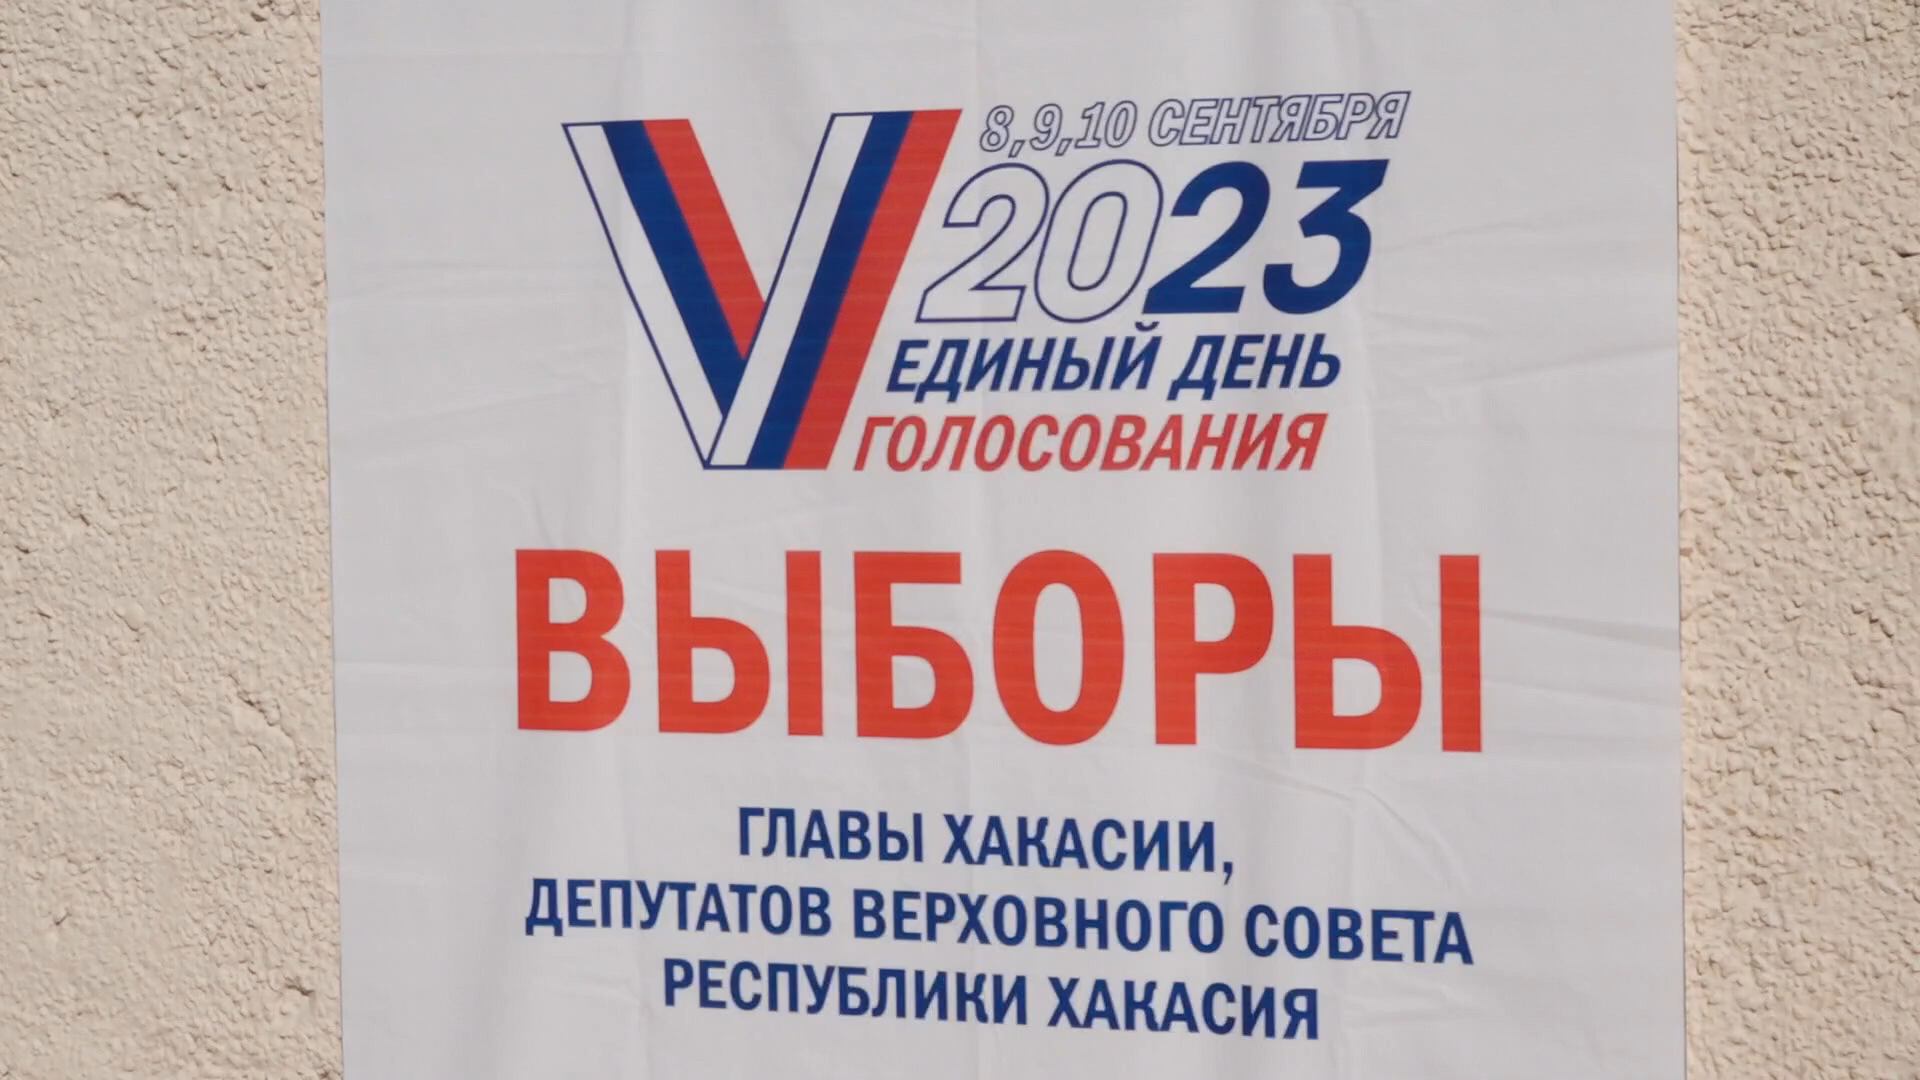 8,9,10 СЕНТЯБРЯ
2023
ЕДИНЫЙ ДЕНЬ
ГОЛОСОВАНИЯ
ВЫБОРЫ
ГЛАВЫ ХАКАСИИ,
ДЕПУТАТОВ ВЕРХОВНОГО СОВЕТА
РЕСПУБЛИКИ ХАКАСИЯ